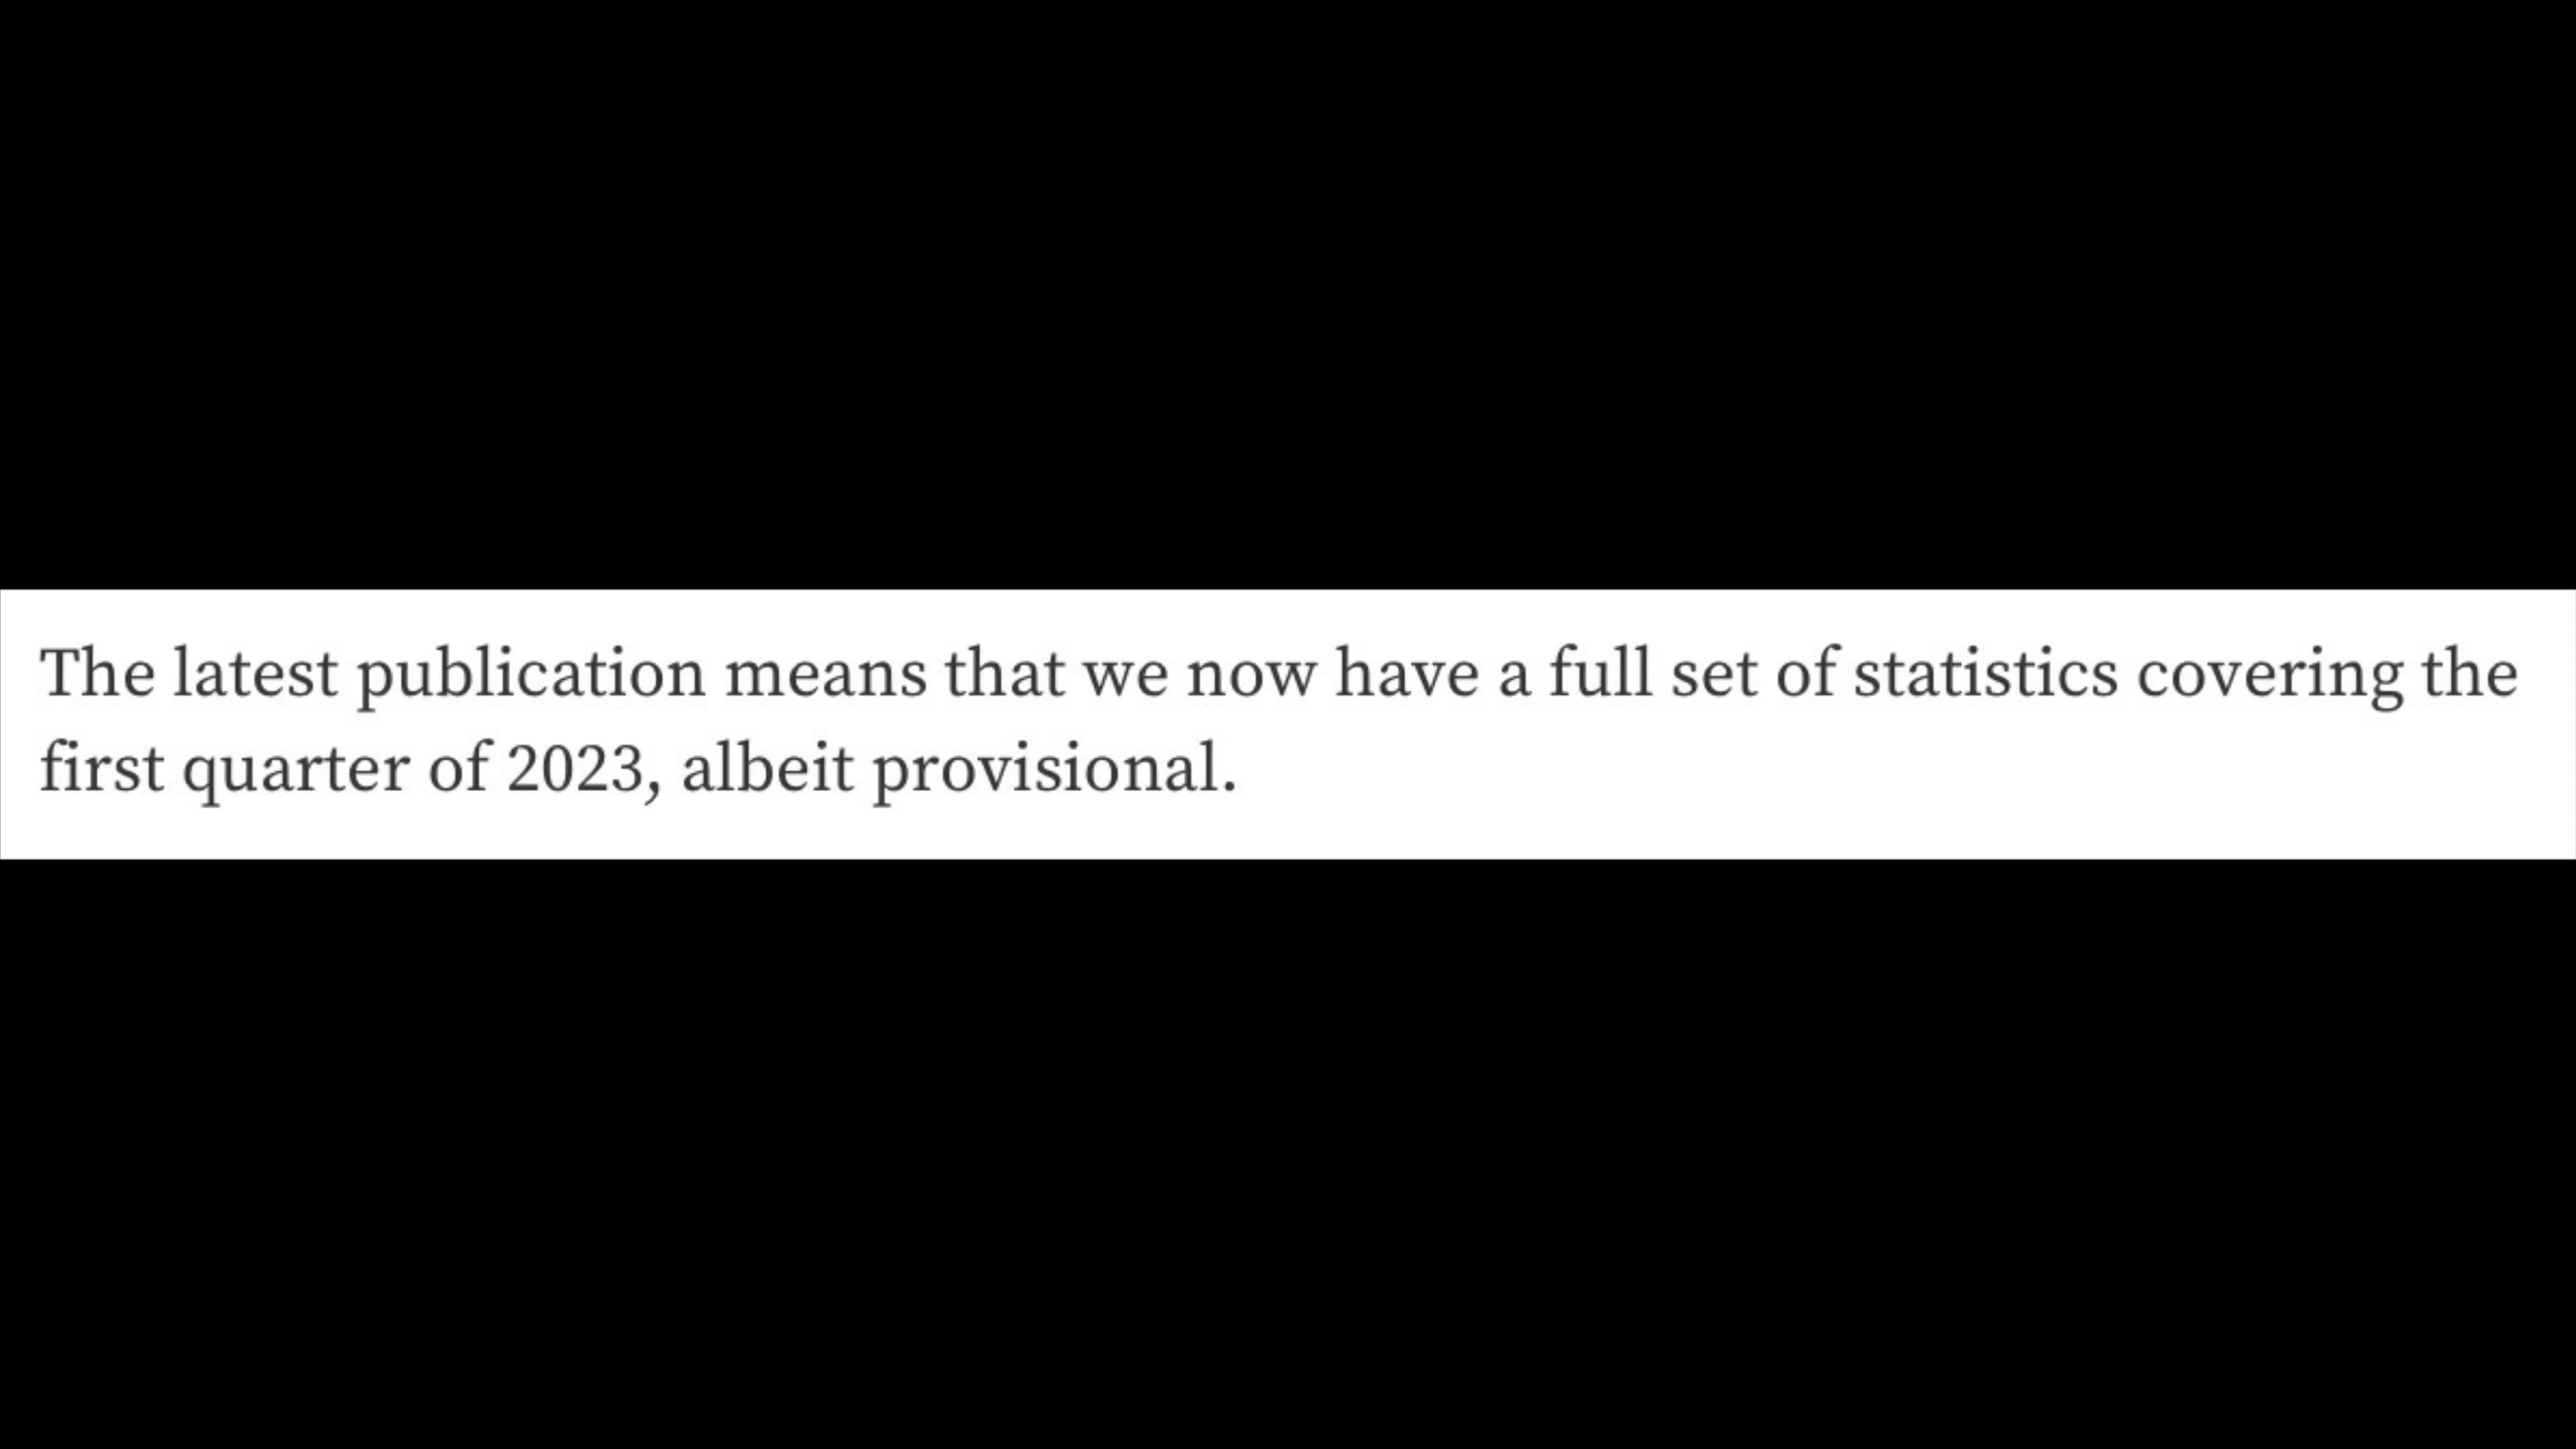 The latest publication means that we now have a full set of statistics covering the
first quarter of 2023, albeit provisional.